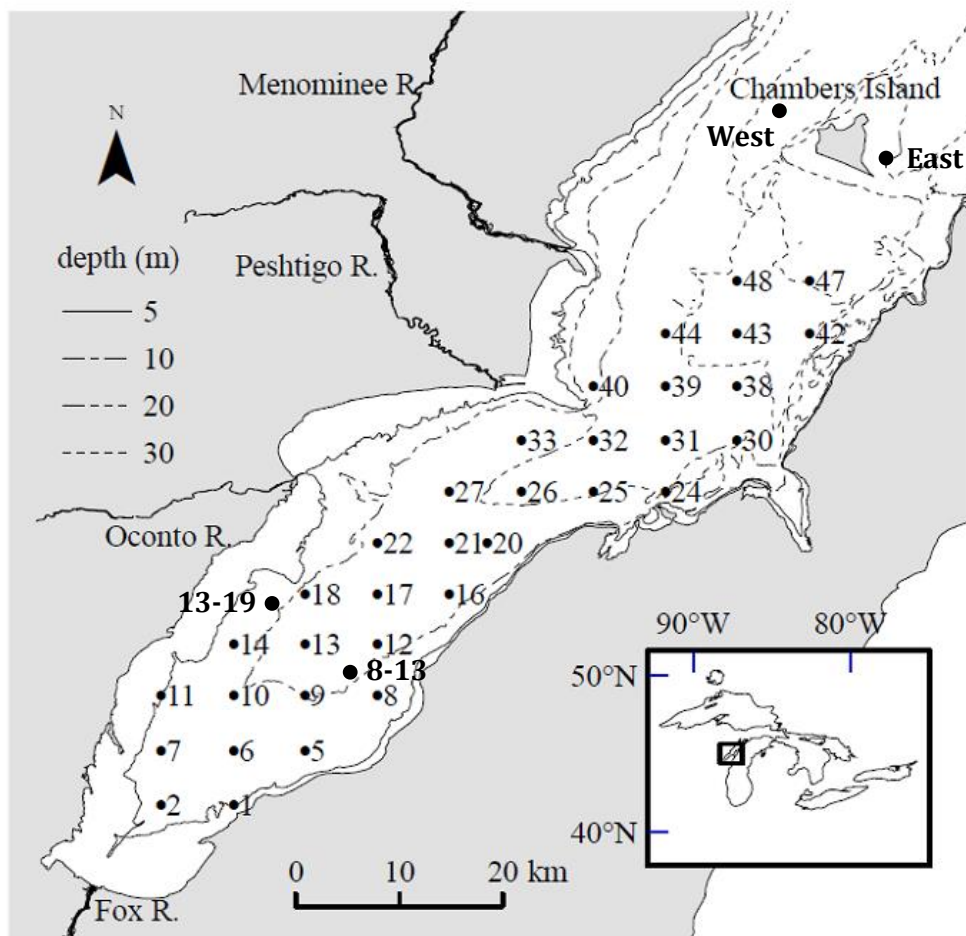 Menominee R.
Chambers Island
West
East
N
depth (m)
5
10
20
30
Peshtigo R.
48 47
44 43 42
40 39 38
33 32 31 30
27 26 25 24
Oconto R.
22 21 20
13-19 18 17 16
14 13 12
8-13
11 10 9 8
7 6 5
2 1
90°W 80°W
50°N
40°N
0 10 20 km
Fox R.